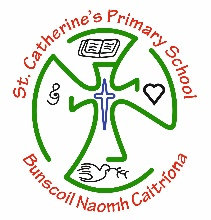 St. Catherine's Primary School
Bunscoil Naomh Caitríona